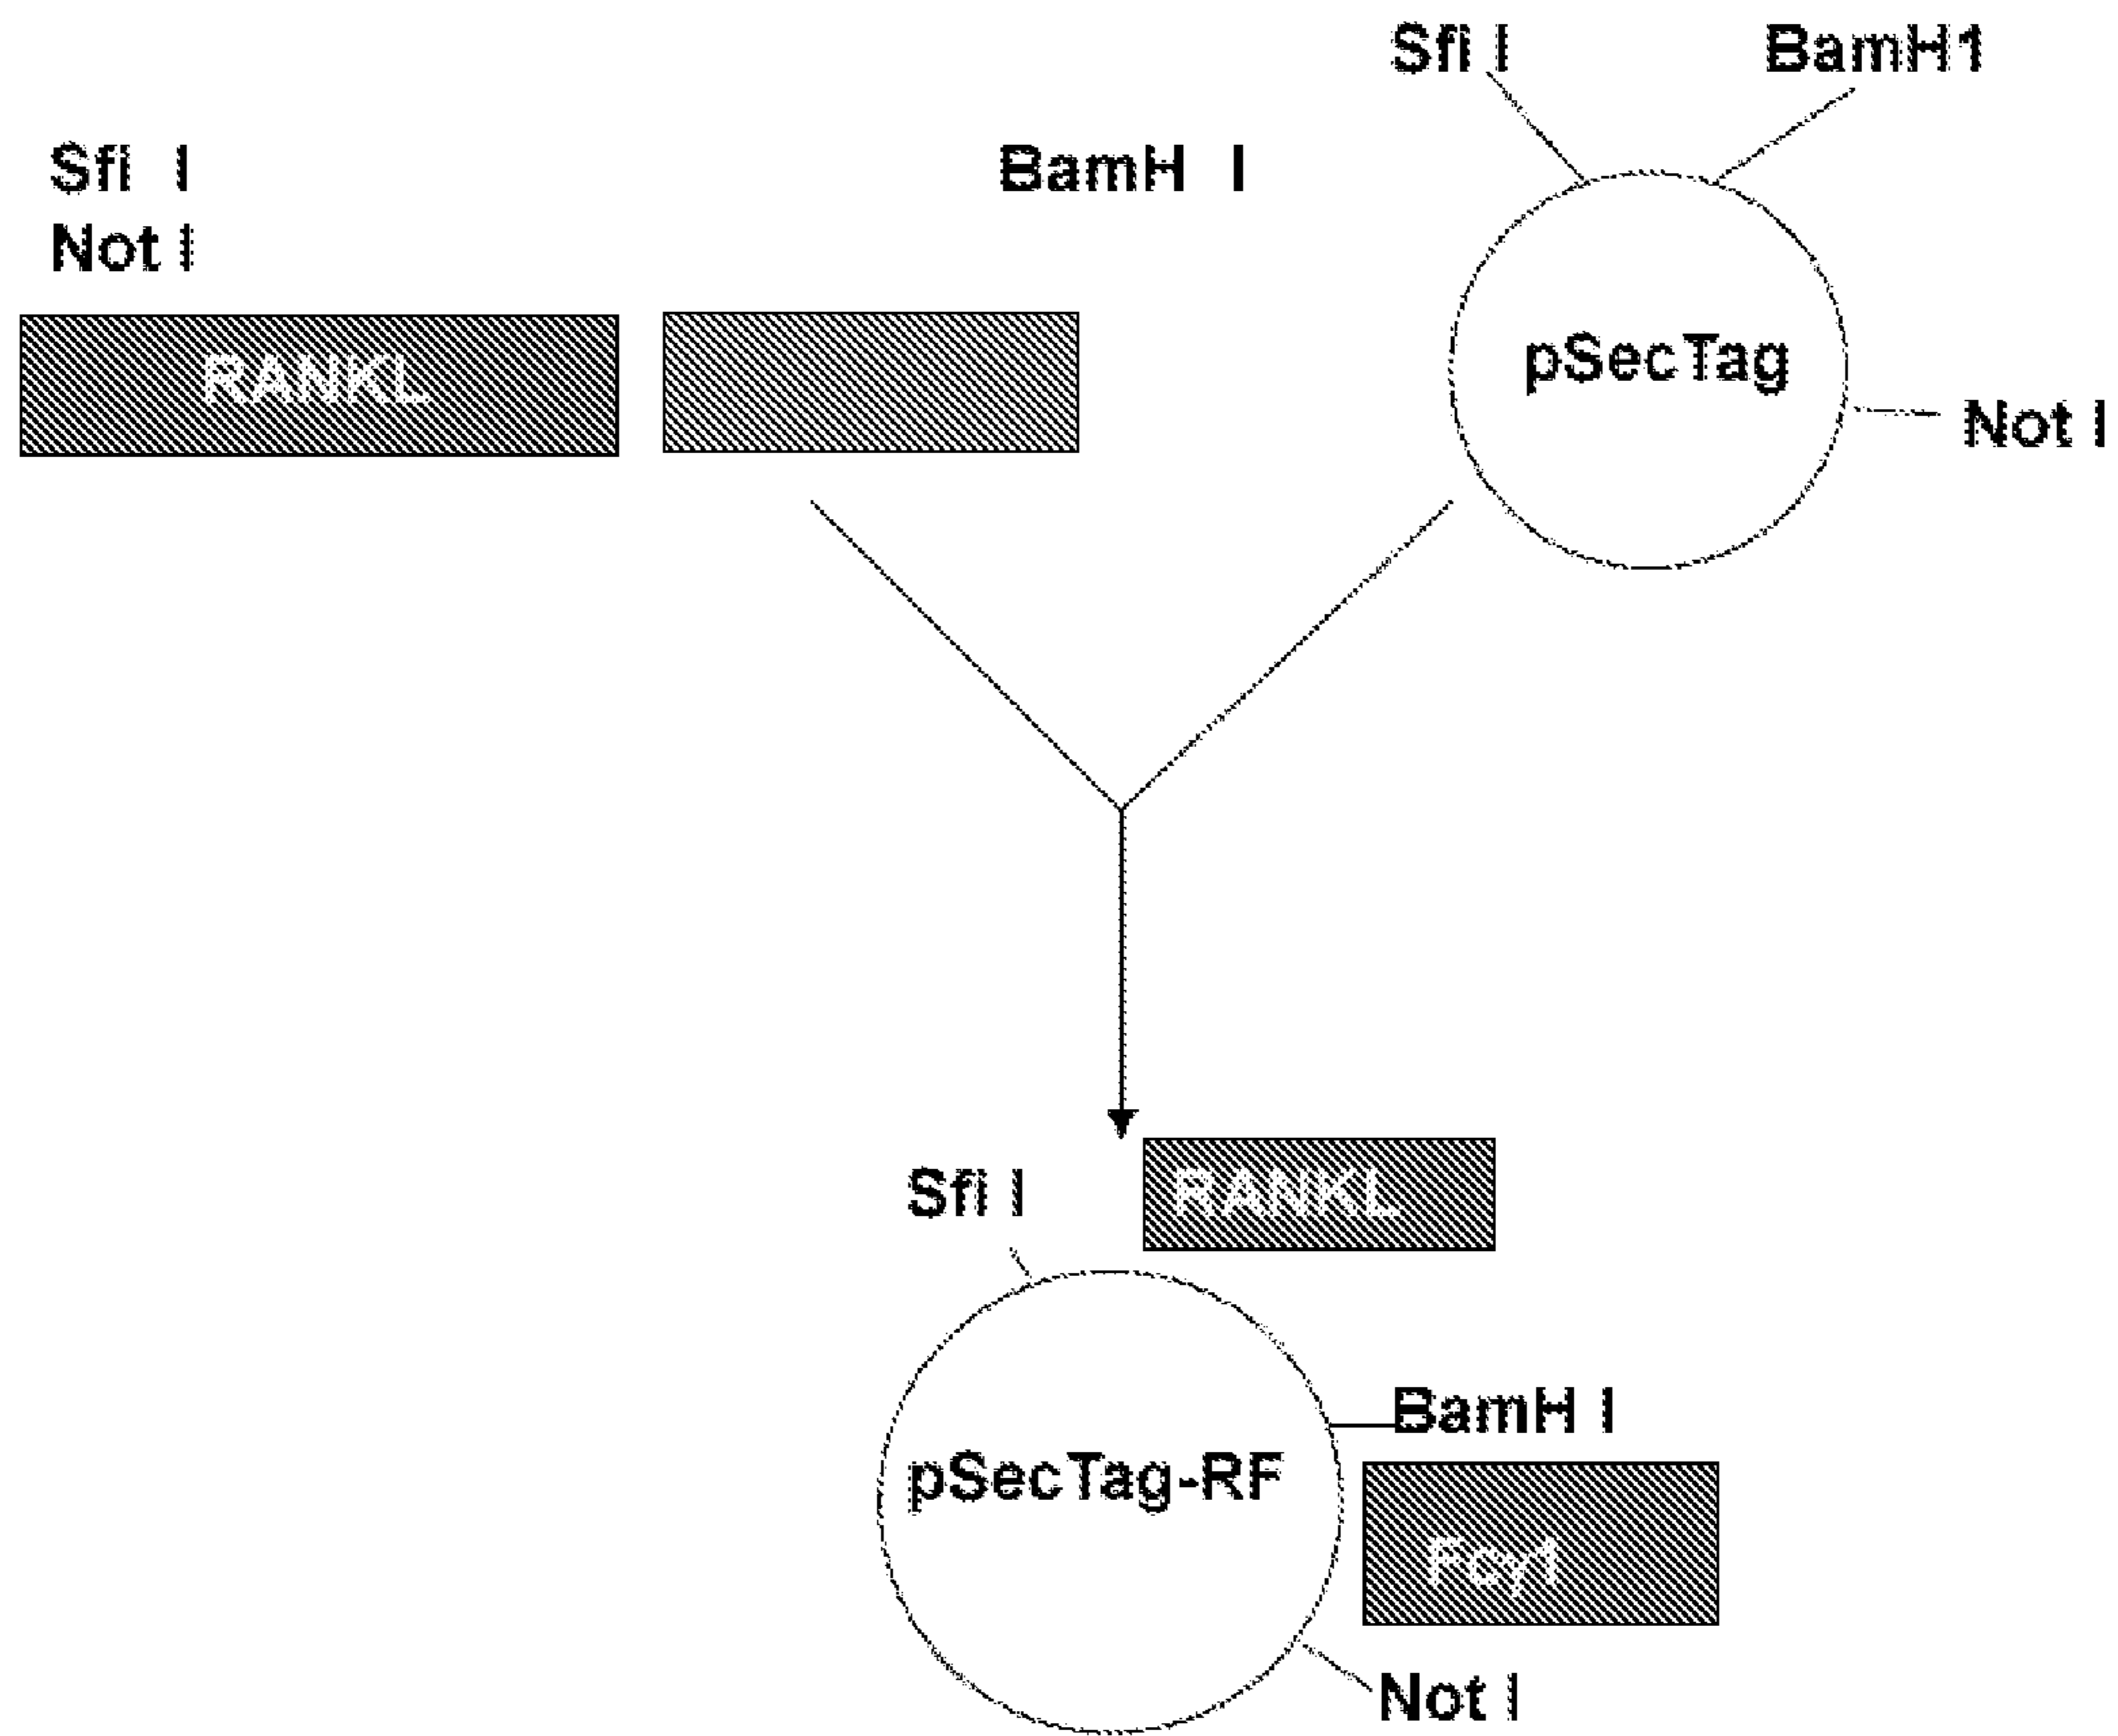 Sfi I
BamH1
Sfi I
BamH I
Not I
RANKL
pSecTag
Not I
Sfi I
RANKL
BamH I
pSecTag-RF
Fcγ1
Not I